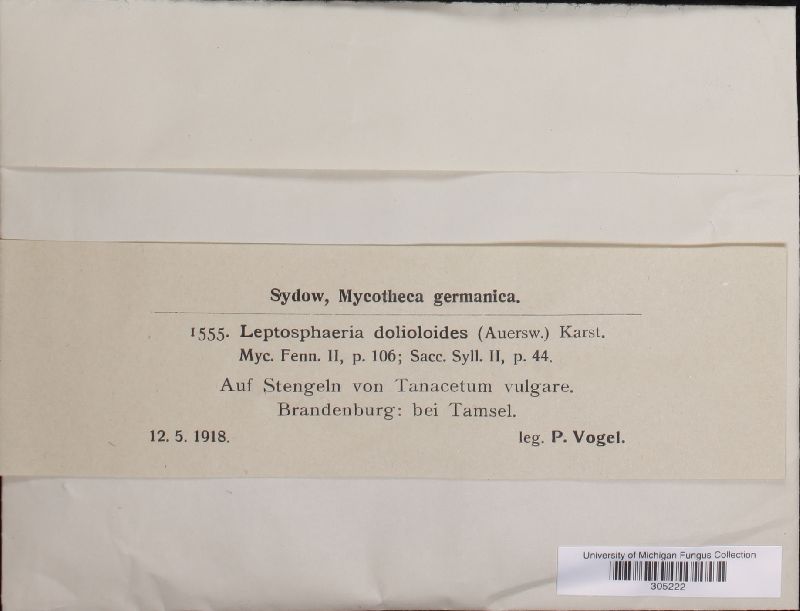 Sydow, Mycotheca germanica.
1555. Leptosphaeria dolioloides (Auersw.) Karst.
Myc. Fenn. II, p. 106; Sacc. Syll. II, p. 44.
Auf Stengeln von Tanacetum vulgare.
Brandenburg: bei Tamsel.
12. 5. 1918. leg. P. Vogel.
University of Michigan Fungus Collection
305222